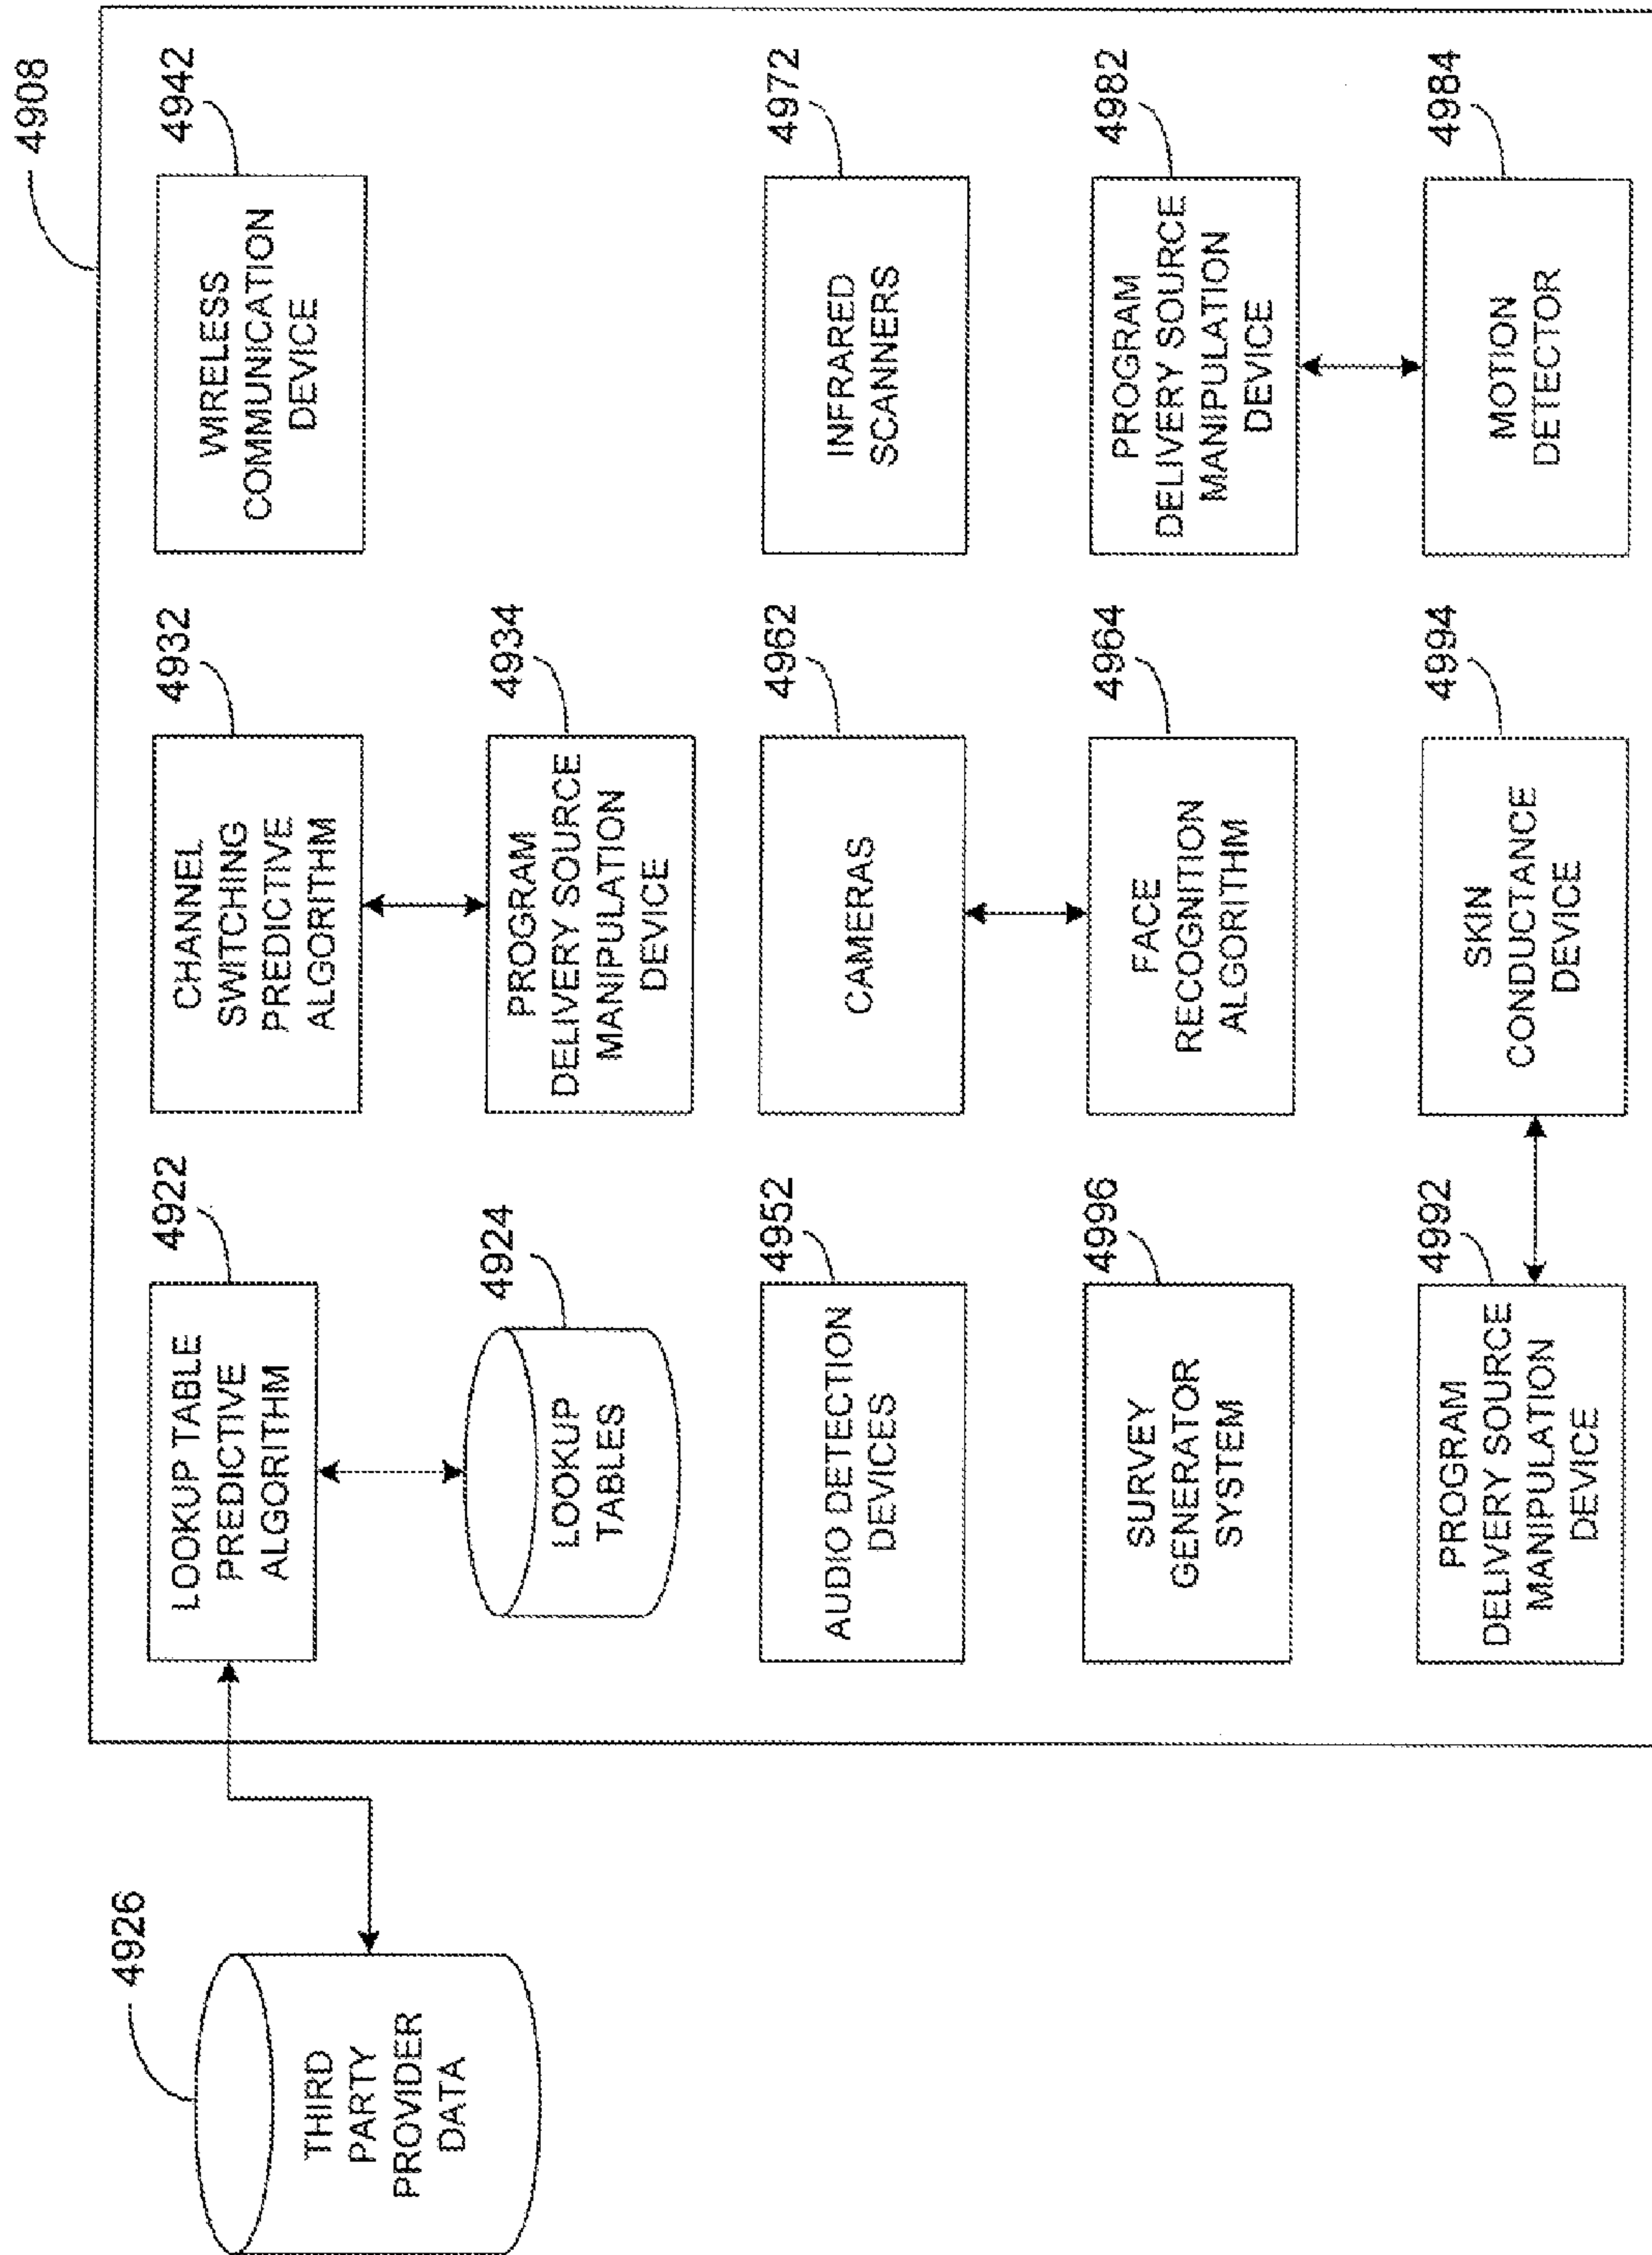 4908
4926
THIRD
PARTY
PROVIDER
DATA
4922
LOOKUP TABLE
PREDICTIVE
ALGORITHM
4932
CHANNEL
SWITCHING
PREDICTIVE
ALGORITHM
4942
WIRELESS
COMMUNICATION
DEVICE
4924
LOOKUP
TABLES
4934
PROGRAM
DELIVERY SOURCE
MANIPULATION
DEVICE
4952
AUDIO DETECTION
DEVICES
4962
CAMERAS
4972
INFRARED
SCANNERS
4996
SURVEY
GENERATOR
SYSTEM
4964
FACE
RECOGNITION
ALGORITHM
4982
PROGRAM
DELIVERY SOURCE
MANIPULATION
DEVICE
4992
PROGRAM
DELIVERY SOURCE
MANIPULATION
DEVICE
4994
SKIN
CONDUCTANCE
DEVICE
4984
MOTION
DETECTOR